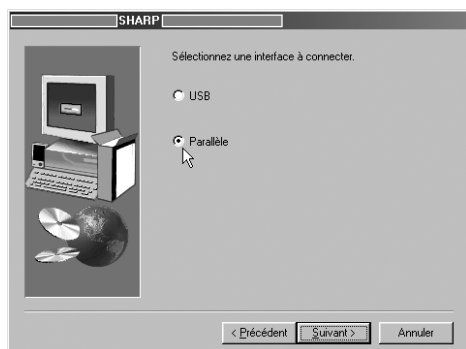 SHARP
Sélectionnez une interface à connecter.
USB
Parallèle
< Précédent Suivant > Annuler